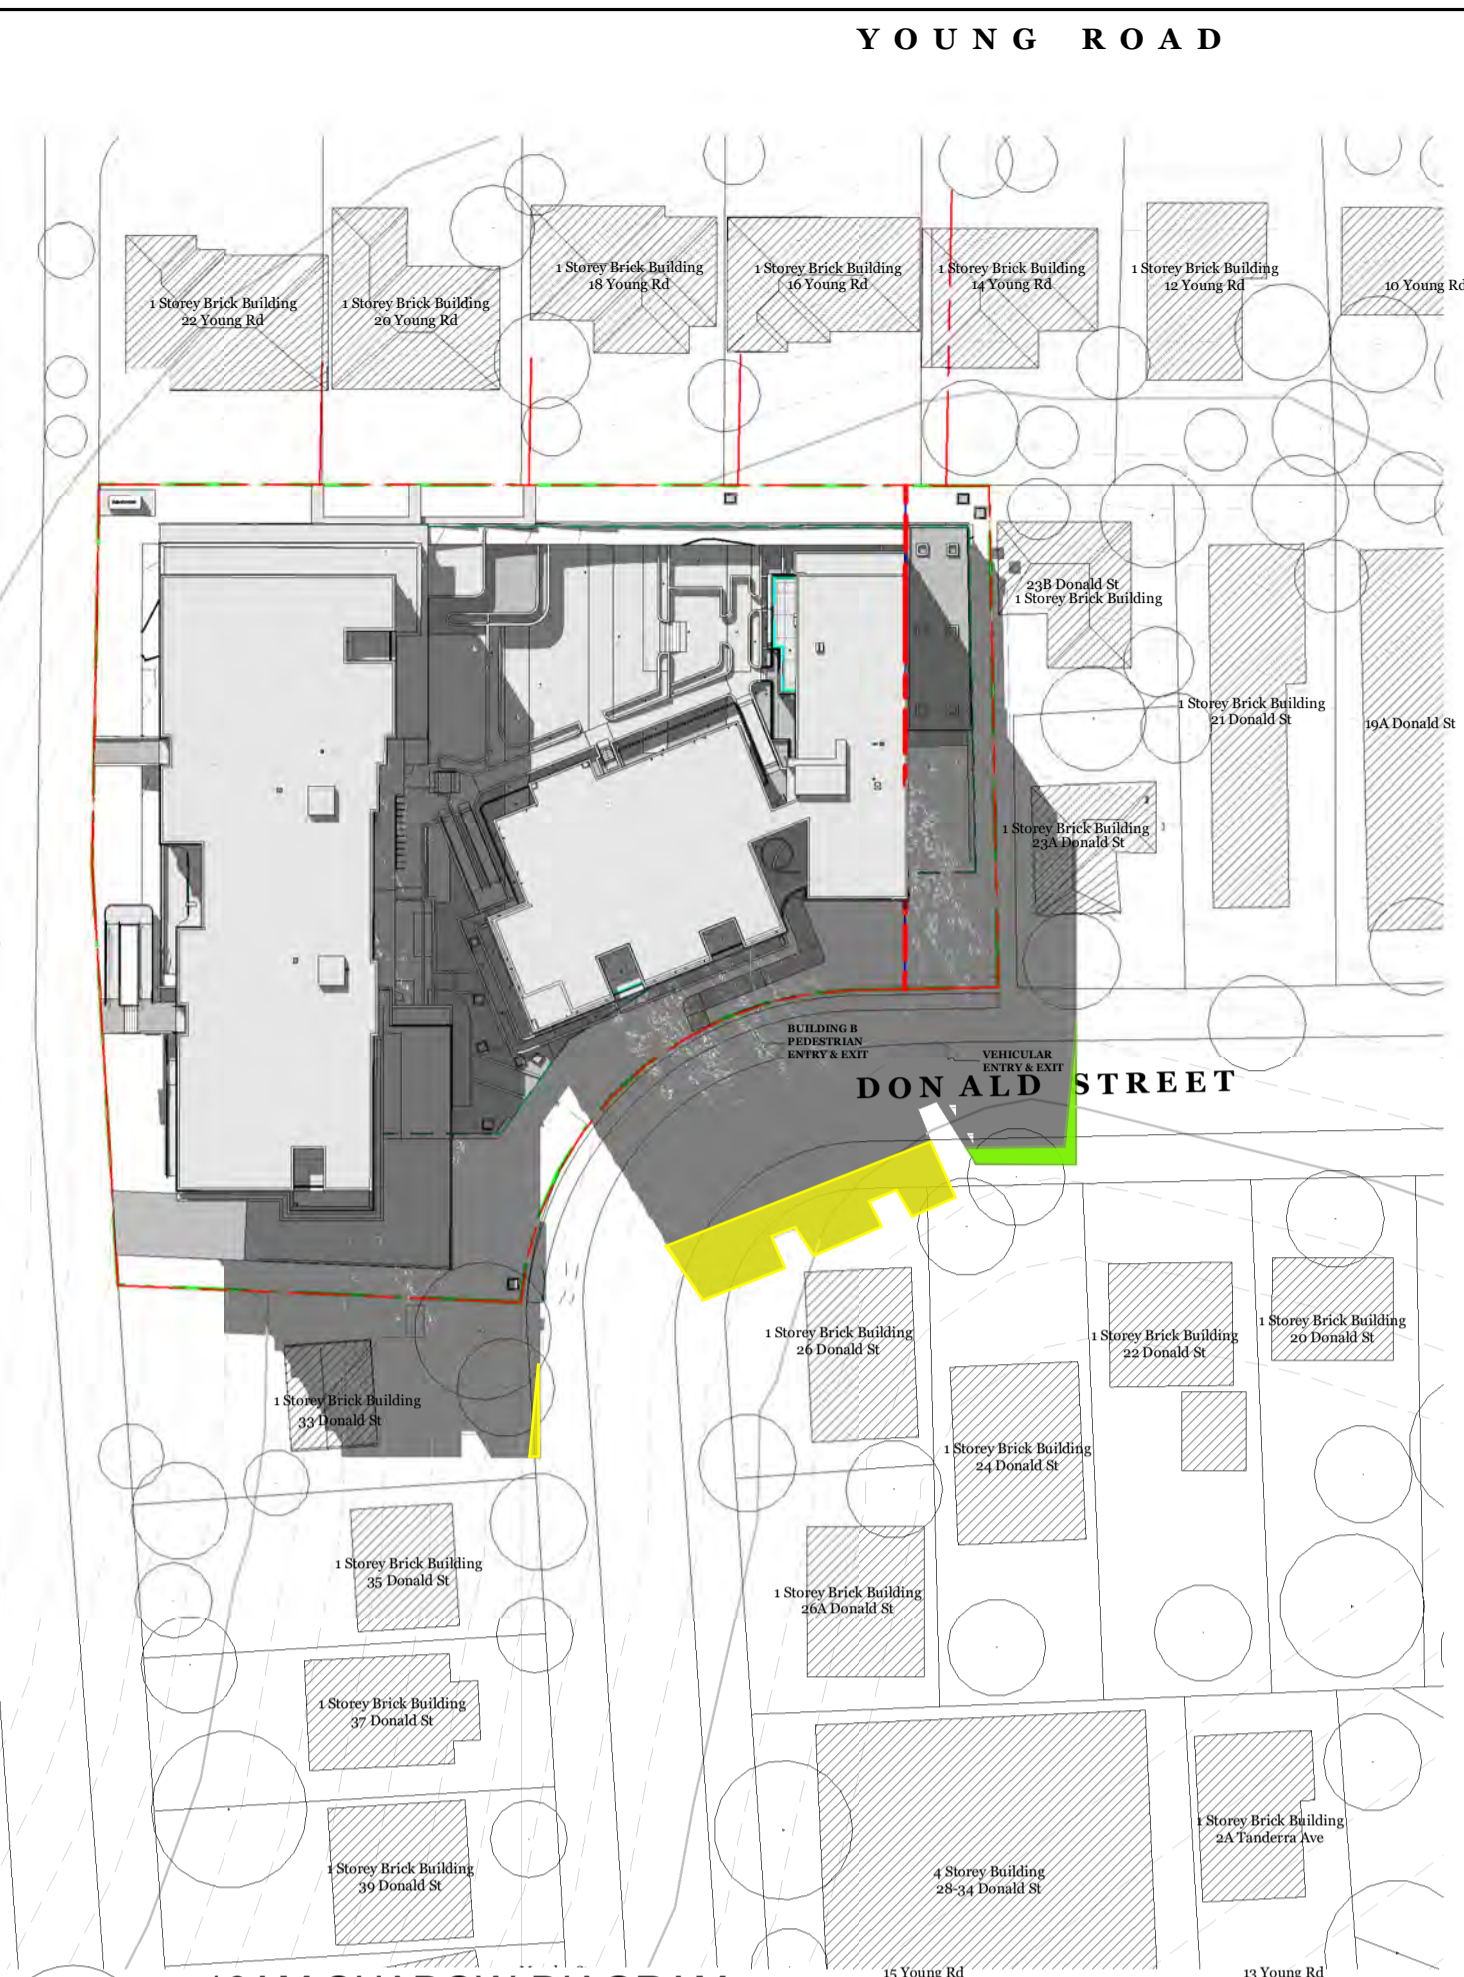 YOUNG ROAD
1 Storey Brick Building
22 Young Rd
1 Storey Brick Building
20 Young Rd
1 Storey Brick Building
18 Young Rd
1 Storey Brick Building
16 Young Rd
1 Storey Brick Building
14 Young Rd
1 Storey Brick Building
12 Young Rd
10 Young Rd
23B Donald St
1 Storey Brick Building
1 Storey Brick Building
21 Donald St
19A Donald St
1 Storey Brick Building
23A Donald St
BUILDING B
PEDESTRIAN
ENTRY & EXIT
VEHICULAR
ENTRY & EXIT
DONALD STREET
1 Storey Brick Building
26 Donald St
1 Storey Brick Building
22 Donald St
1 Storey Brick Building
20 Donald St
1 Storey Brick Building
33 Donald St
1 Storey Brick Building
24 Donald St
1 Storey Brick Building
35 Donald St
1 Storey Brick Building
26A Donald St
1 Storey Brick Building
37 Donald St
1 Storey Brick Building
39 Donald St
4 Storey Building
28-34 Donald St
1 Storey Brick Building
2A Tanderra Ave
15 Young Rd
13 Young Rd